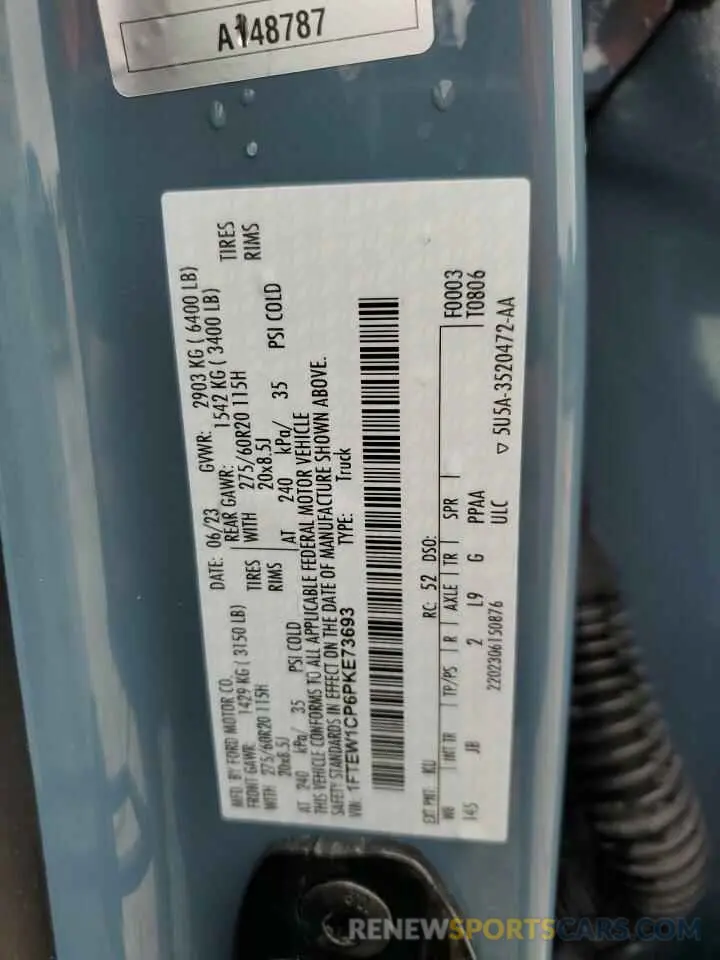 A148787
MFD. BY FORD MOTOR CO.
DATE: 06/23 GVWR: 2903 KG ( 6400 LB)
FRONT GAWR: 1429 KG ( 3150 LB) REAR GAWR: 1542 KG ( 3400 LB)
WITH 275/60R20 115H TIRES WITH 275/60R20 115H TIRES
20x8.5J RIMS 20x8.5J RIMS
AT 240 kPa/ 35 PSI COLD AT 240 kPa/ 35 PSI COLD
THIS VEHICLE CONFORMS TO ALL APPLICABLE FEDERAL MOTOR VEHICLE
SAFETY STANDARDS IN EFFECT ON THE DATE OF MANUFACTURE SHOWN ABOVE.
VIN: 1FTEW1CP6PKE73693 TYPE: Truck
F0003
T0806
EXT PNT: KU RC: 52 DSO:
WB INT TR TP/PS R AXLE TR SPR
145 JB 2 L9 G PPAA
ULC
2202306150876 ▽ 5U5A-3520472-AA
RENEWSPORTSCARS.COM